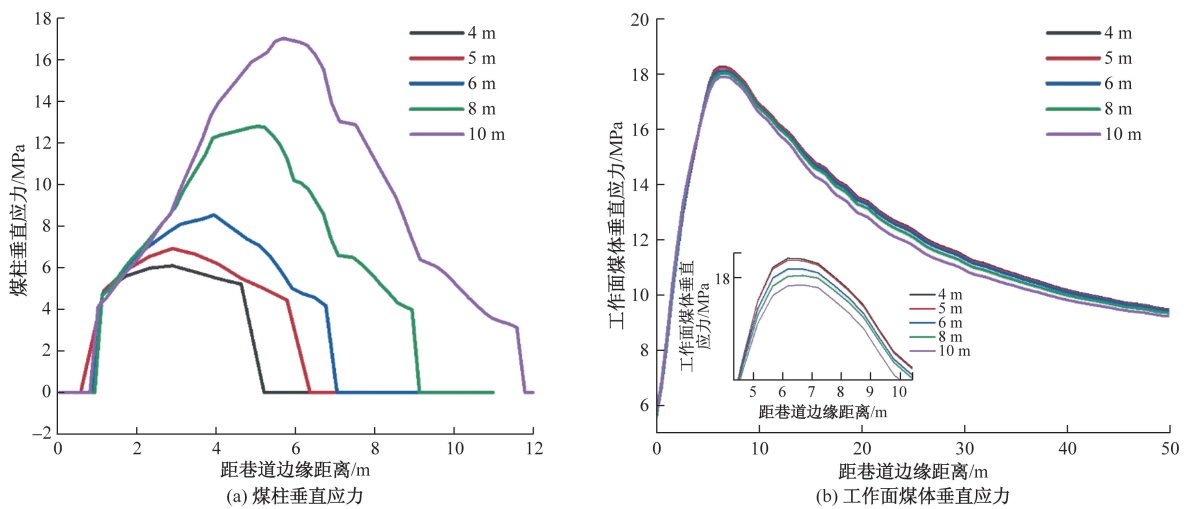 18
16
14
12
10
8
6
4
2
0
−2
煤柱垂直应力/MPa
4 m
5 m
6 m
8 m
10 m
0
2
4
6
8
10
12
距巷道边缘距离/m
(a) 煤柱垂直应力
20
18
16
14
12
10
8
6
工作面煤体垂直应力/MPa
4 m
5 m
6 m
8 m
10 m
18
工作面煤体垂直
应力/MPa
4 m
5 m
6 m
8 m
10 m
5
6
7
8
9
10
距巷道边缘距离/m
0
10
20
30
40
50
距巷道边缘距离/m
(b) 工作面煤体垂直应力